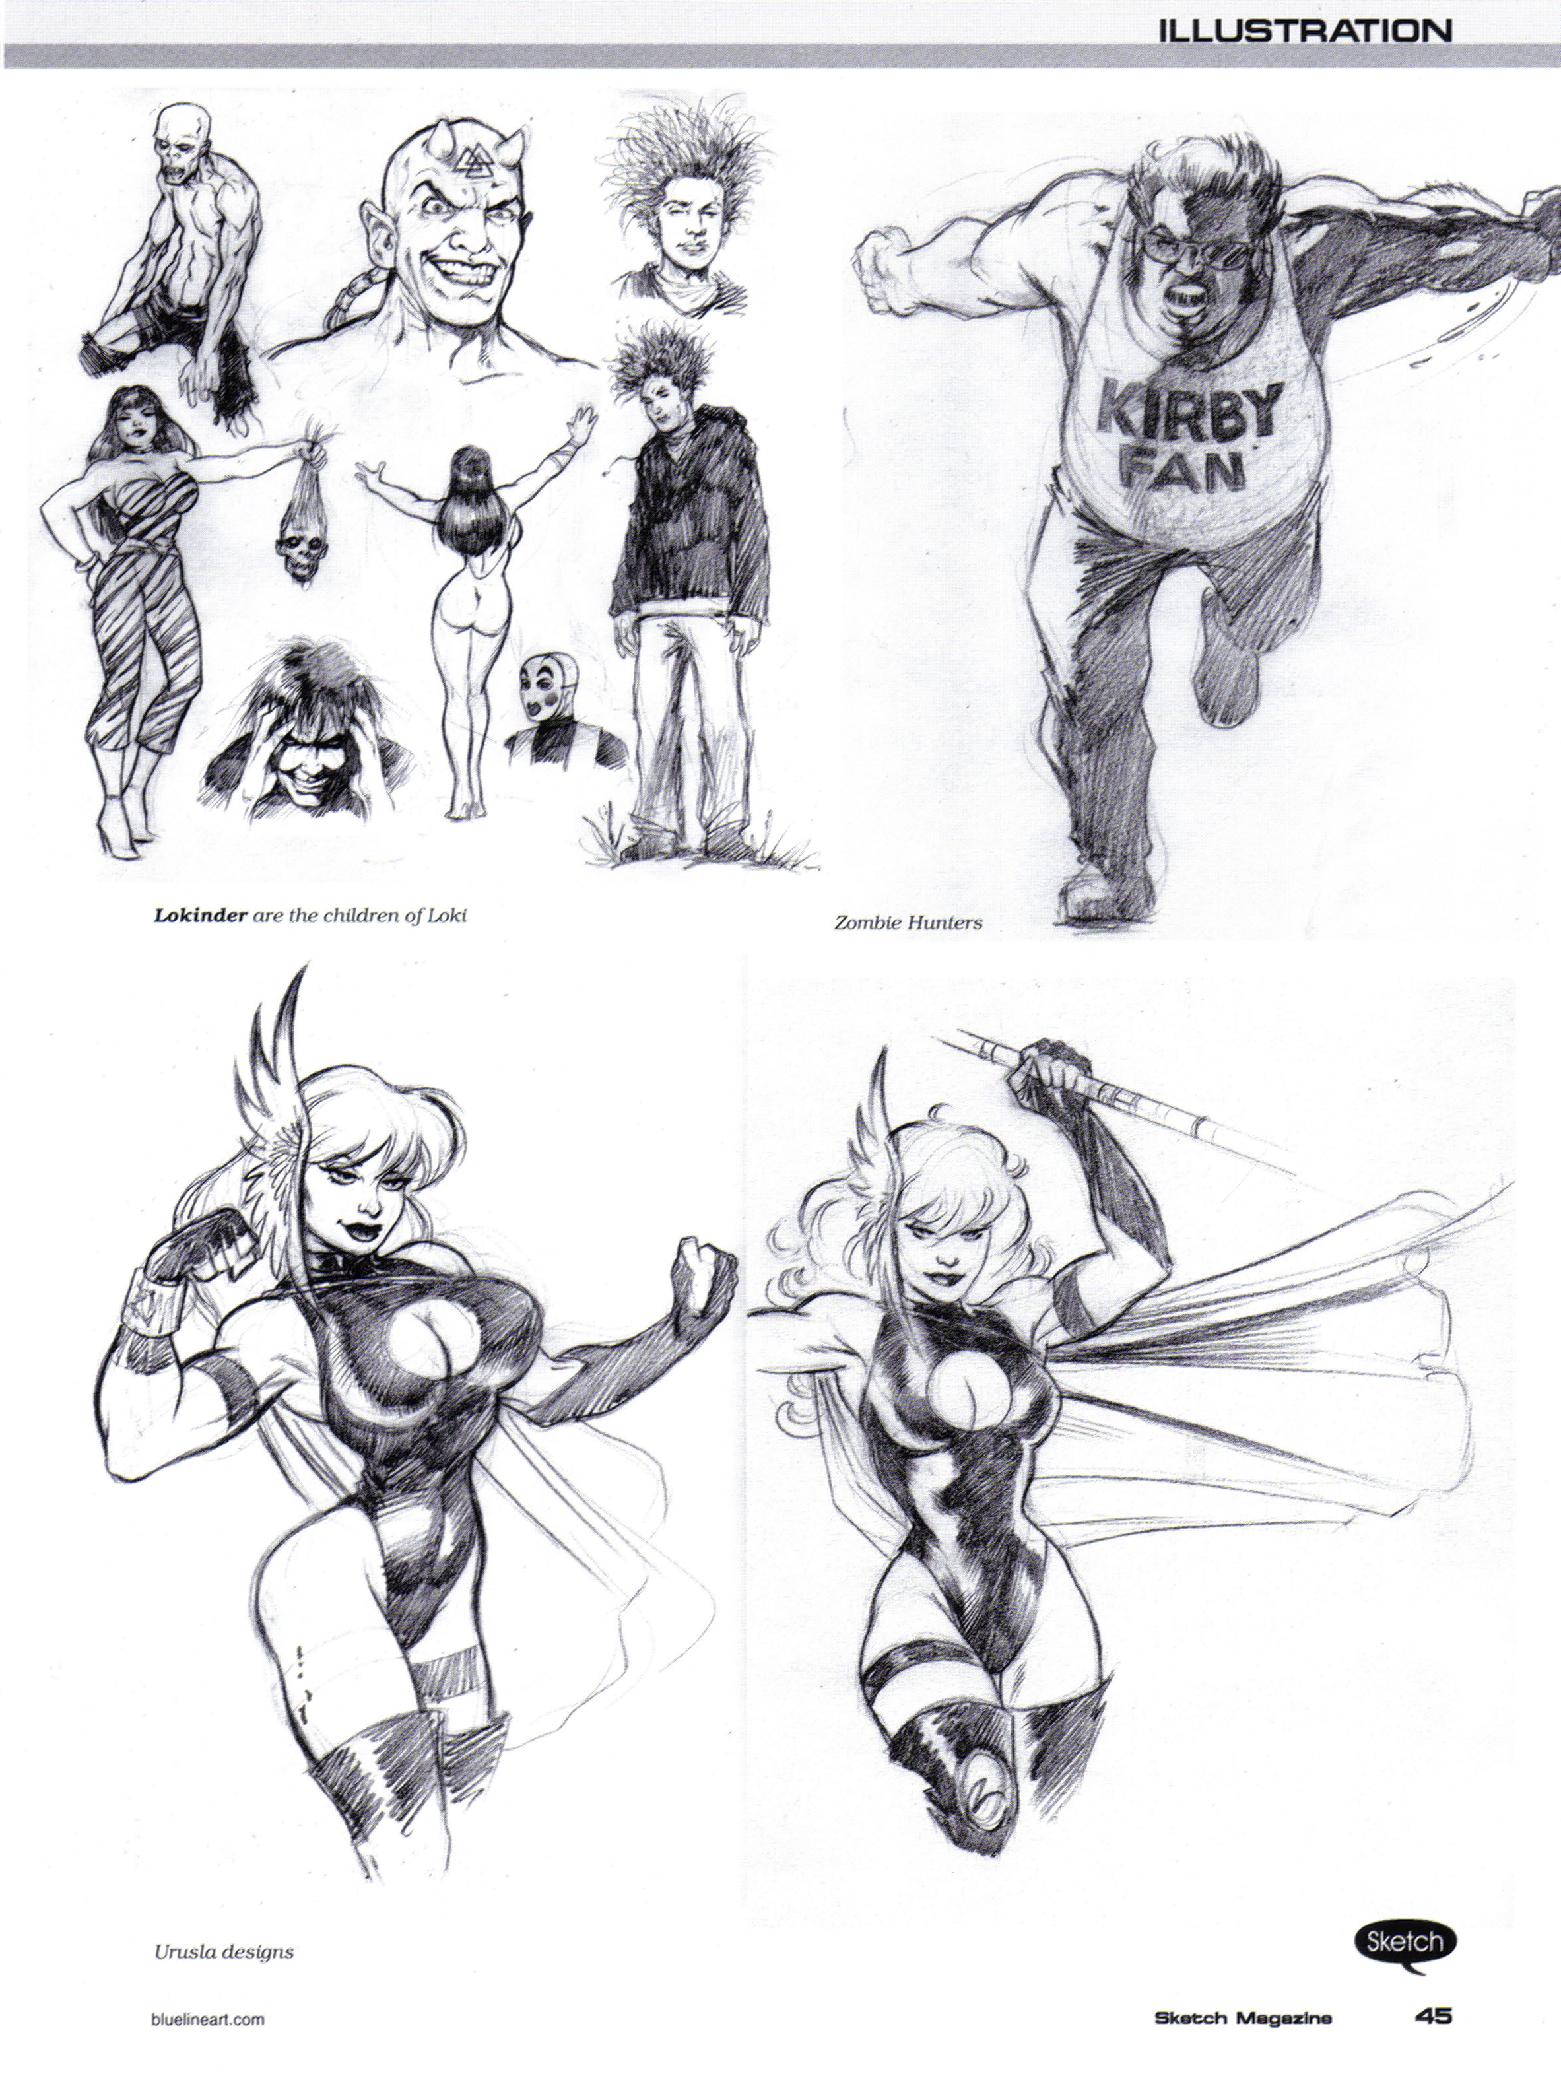 ILLUSTRATION
KIRBY
FAN
Lokinder are the children of Loki
Zombie Hunters
Urusla designs
Sketch
bluelineart.com
Sketch Magazine 45